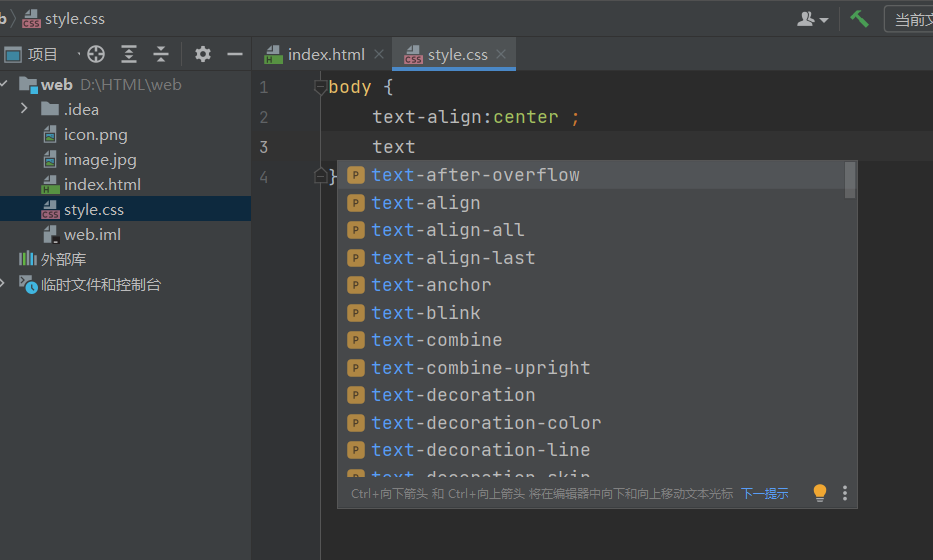 b style.css
当前文
项目
index.html
style.css
web D:\HTML\web
.idea
icon.png
image.jpg
index.html
style.css
web.iml
外部库
临时文件和控制台
1 body {
2 text-align:center ;
3 text
4 }
text-after-overflow
text-align
text-align-all
text-align-last
text-anchor
text-blink
text-combine
text-combine-upright
text-decoration
text-decoration-color
text-decoration-line
text-decoration-skip
Ctrl+向下箭头 和 Ctrl+向上箭头 将在编辑器中向下和向上移动文本光标 下一提示